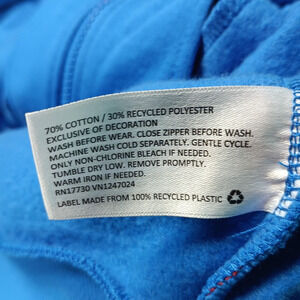 70% COTTON / 30% RECYCLED POLYESTER
EXCLUSIVE OF DECORATION
WASH BEFORE WEAR. CLOSE ZIPPER BEFORE WASH.
MACHINE WASH COLD SEPARATELY. GENTLE CYCLE.
ONLY NON-CHLORINE BLEACH IF NEEDED.
TUMBLE DRY LOW. REMOVE PROMPTLY.
WARM IRON IF NEEDED.
RN17730 VN1247024
LABEL MADE FROM 100% RECYCLED PLASTIC